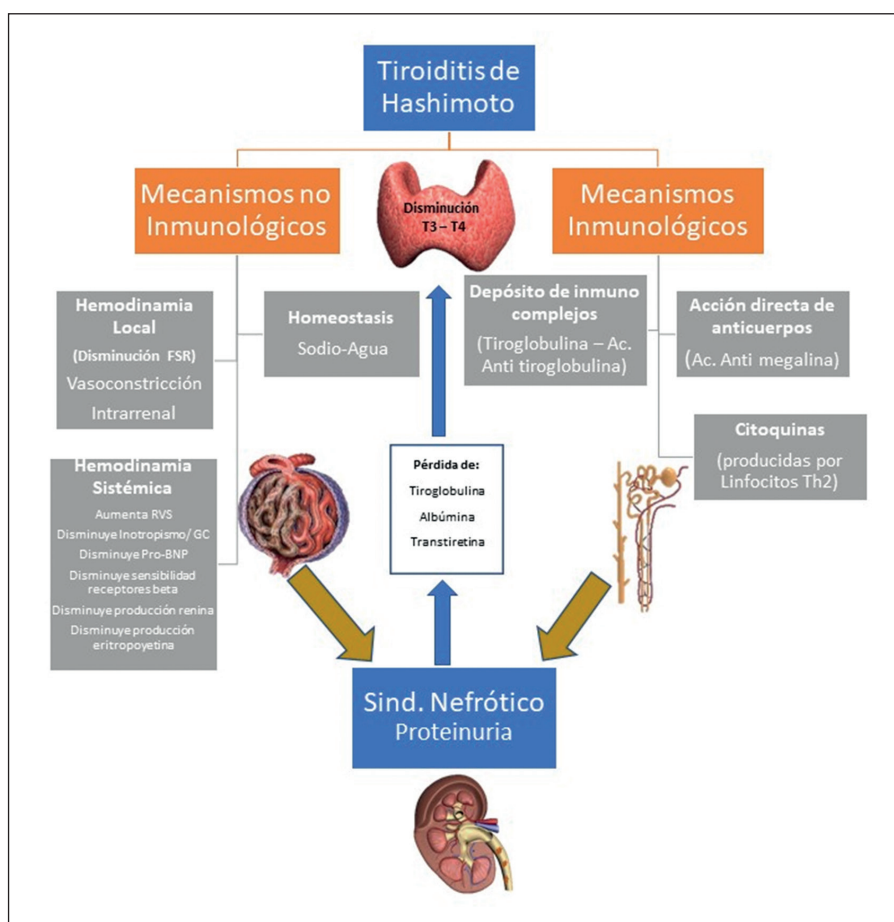 Tiroiditis de
Hashimoto
Mecanismos no
Inmunológicos
Disminución
T3 – T4
Mecanismos
Inmunológicos
Hemodinamia
Local
(Disminución FSR)
Vasoconstricción
Intrarrenal
Homeostasis
Sodio-Agua
Depósito de inmuno
complejos
(Tiroglobulina – Ac.
Anti tiroglobulina)
Acción directa de
anticuerpos
(Ac. Anti megalina)
Citoquinas
(producidas por
Linfocitos Th2)
Hemodinamia
Sistémica
Aumenta RVS
Disminuye Inotropismo/ GC
Disminuye Pro-BNP
Disminuye sensibilidad
receptores beta
Disminuye producción renina
Disminuye producción
eritropoyetina
Pérdida de:
Tiroglobulina
Albúmina
Transtiretina
Sind. Nefrótico
Proteinuria